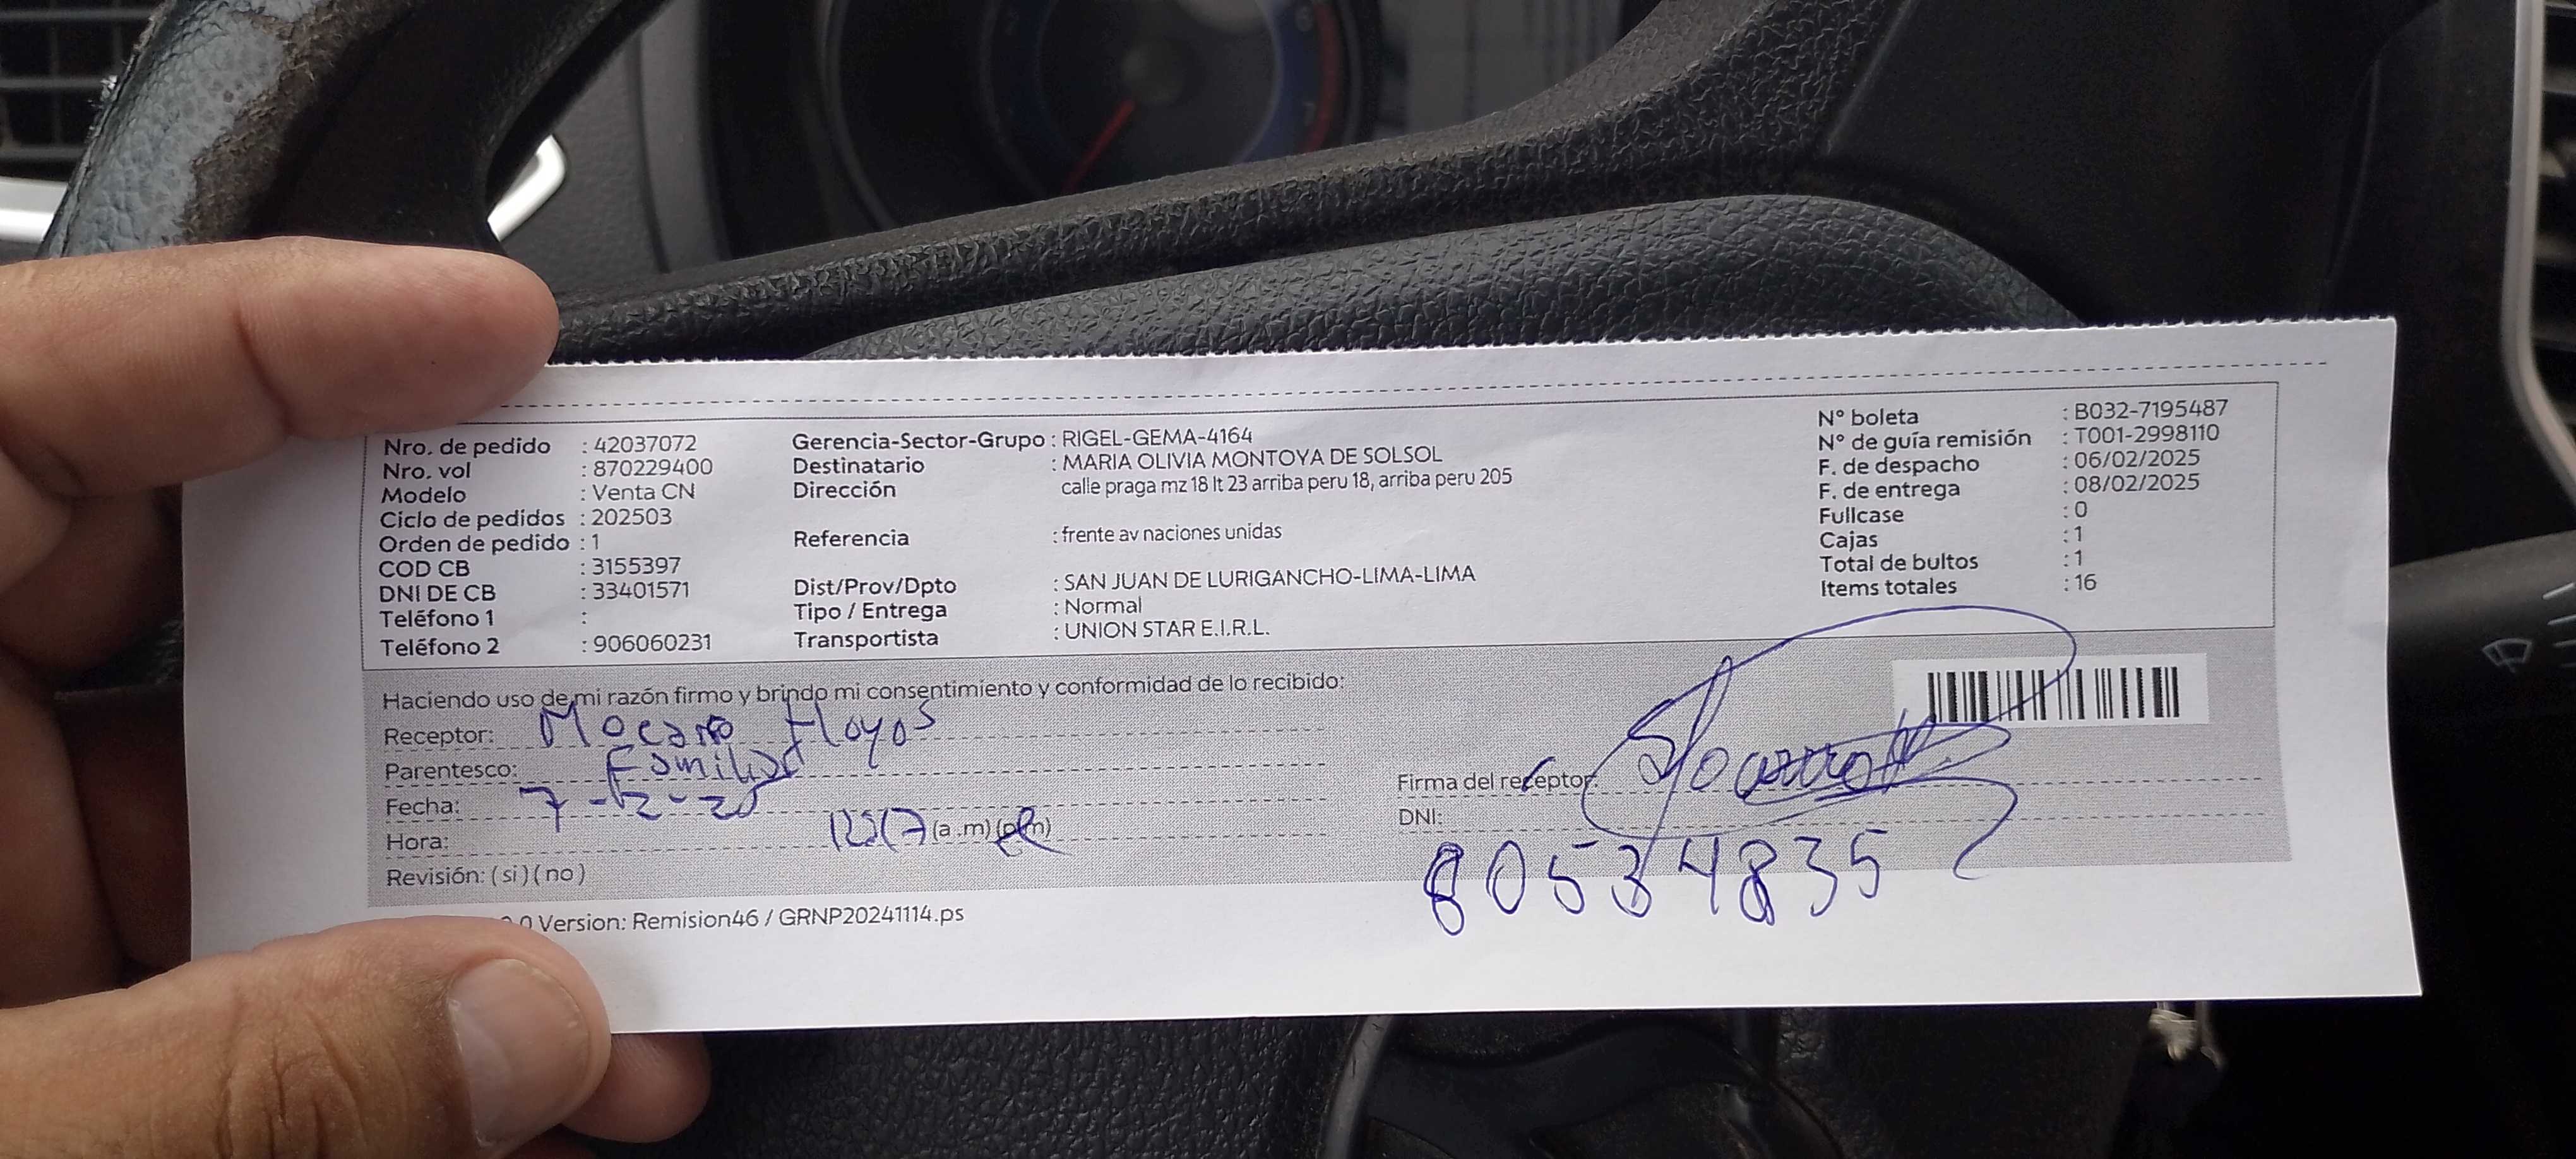 Nro. de pedido : 42037072
Nro. vol : 870229400
Modelo : Venta CN
Ciclo de pedidos : 202503
Orden de pedido : 1
COD CB : 3155397
DNI DE CB : 33401571
Teléfono 1 :
Teléfono 2 : 906060231
Gerencia-Sector-Grupo : RIGEL-GEMA-4164
Destinatario : MARIA OLIVIA MONTOYA DE SOLSOL
Dirección calle praga mz 18 lt 23 arriba peru 18, arriba peru 205
Referencia : frente av naciones unidas
Dist/Prov/Dpto : SAN JUAN DE LURIGANCHO-LIMA-LIMA
Tipo / Entrega : Normal
Transportista : UNION STAR E.I.R.L.
N° boleta : B032-7195487
N° de guía remisión : T001-2998110
F. de despacho : 06/02/2025
F. de entrega : 08/02/2025
Fullcase : 0
Cajas : 1
Total de bultos : 1
Items totales : 16
Haciendo uso de mi razón firmo y brindo mi consentimiento y conformidad de lo recibido:
Receptor: Hoyos
Parentesco:
Fecha: 7-2-25
Hora: (a.m) (pm)
Revisión: (si) (no)
Firma del receptor:
DNI:
80534835
0 Version: Remision46 / GRNP20241114.ps